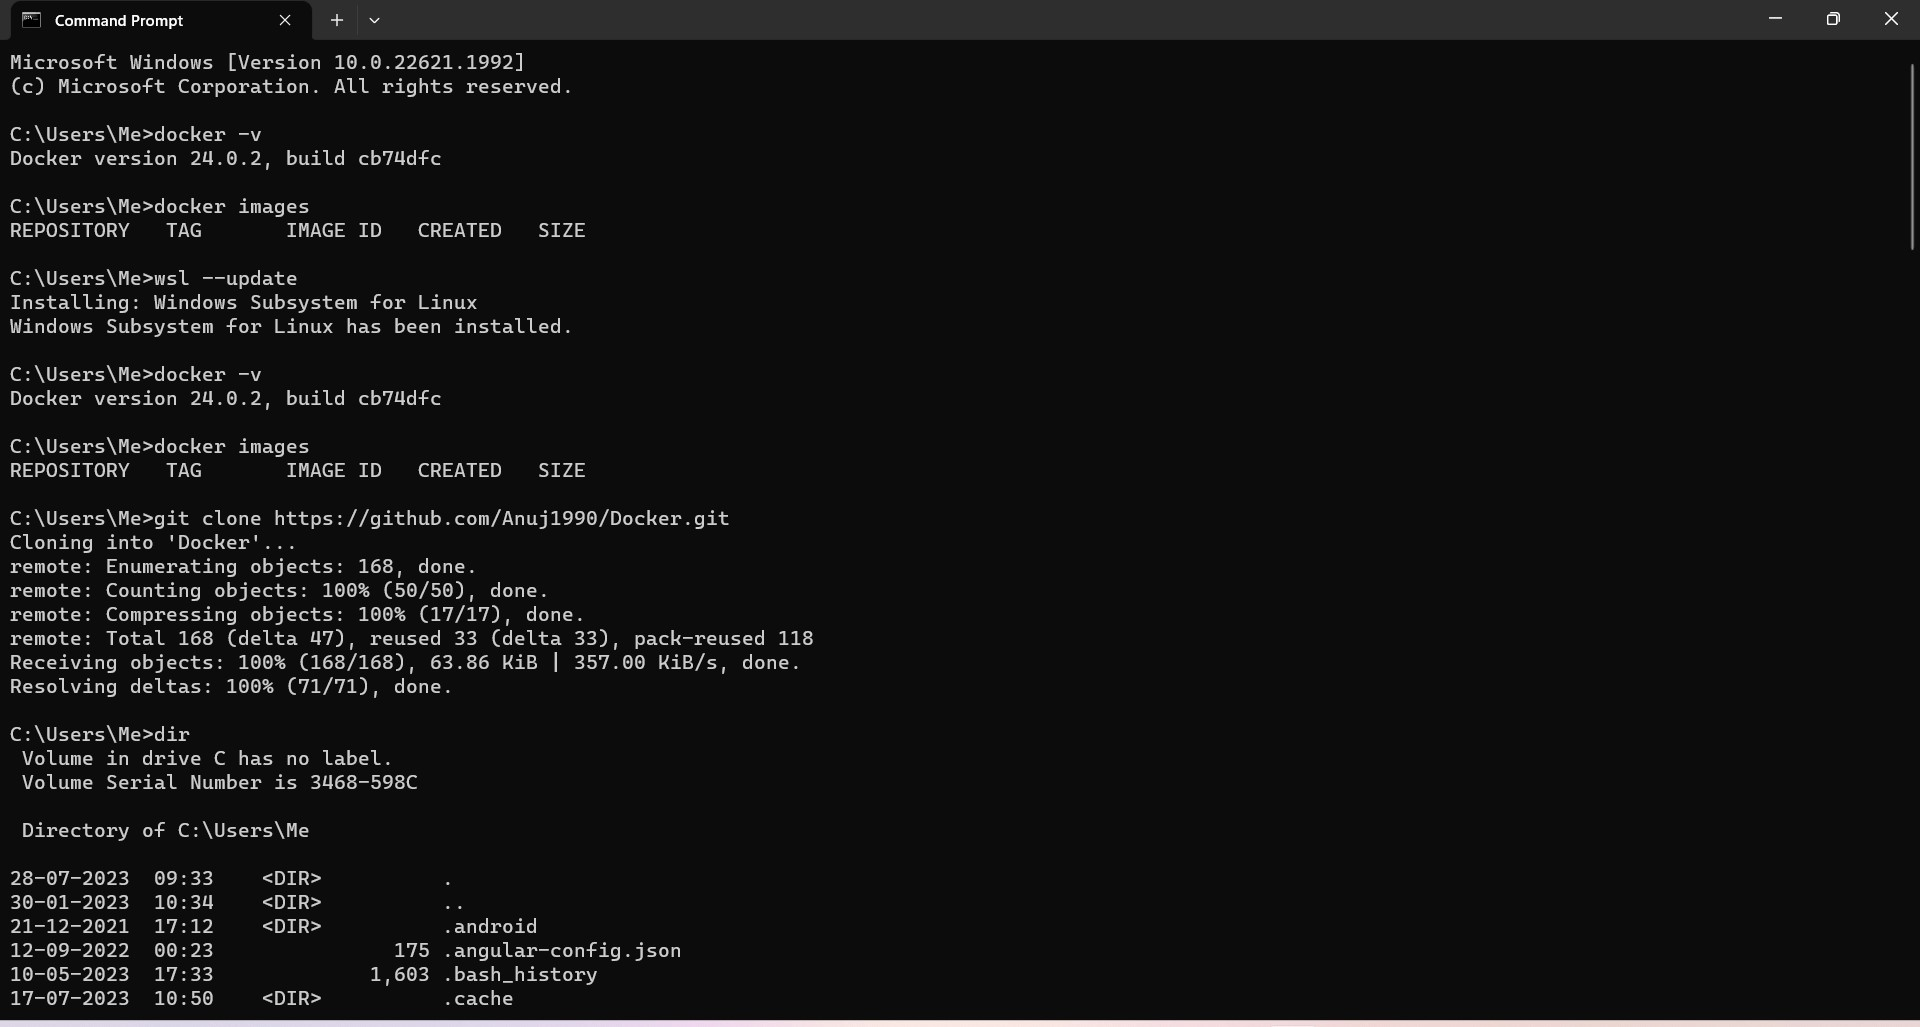 Command Prompt
Microsoft Windows [Version 10.0.22621.1992]
(c) Microsoft Corporation. All rights reserved.
C:\Users\Me>docker -v
Docker version 24.0.2, build cb74dfc
C:\Users\Me>docker images
REPOSITORY   TAG       IMAGE ID   CREATED   SIZE
C:\Users\Me>wsl --update
Installing: Windows Subsystem for Linux
Windows Subsystem for Linux has been installed.
C:\Users\Me>docker -v
Docker version 24.0.2, build cb74dfc
C:\Users\Me>docker images
REPOSITORY   TAG       IMAGE ID   CREATED   SIZE
C:\Users\Me>git clone https://github.com/Anuj1990/Docker.git
Cloning into 'Docker'...
remote: Enumerating objects: 168, done.
remote: Counting objects: 100% (50/50), done.
remote: Compressing objects: 100% (17/17), done.
remote: Total 168 (delta 47), reused 33 (delta 33), pack-reused 118
Receiving objects: 100% (168/168), 63.86 KiB | 357.00 KiB/s, done.
Resolving deltas: 100% (71/71), done.
C:\Users\Me>dir
 Volume in drive C has no label.
 Volume Serial Number is 3468-598C
 Directory of C:\Users\Me
28-07-2023  09:33    <DIR>          .
30-01-2023  10:34    <DIR>          ..
21-12-2021  17:12    <DIR>          .android
12-09-2022  00:23               175 .angular-config.json
10-05-2023  17:33             1,603 .bash_history
17-07-2023  10:50    <DIR>          .cache